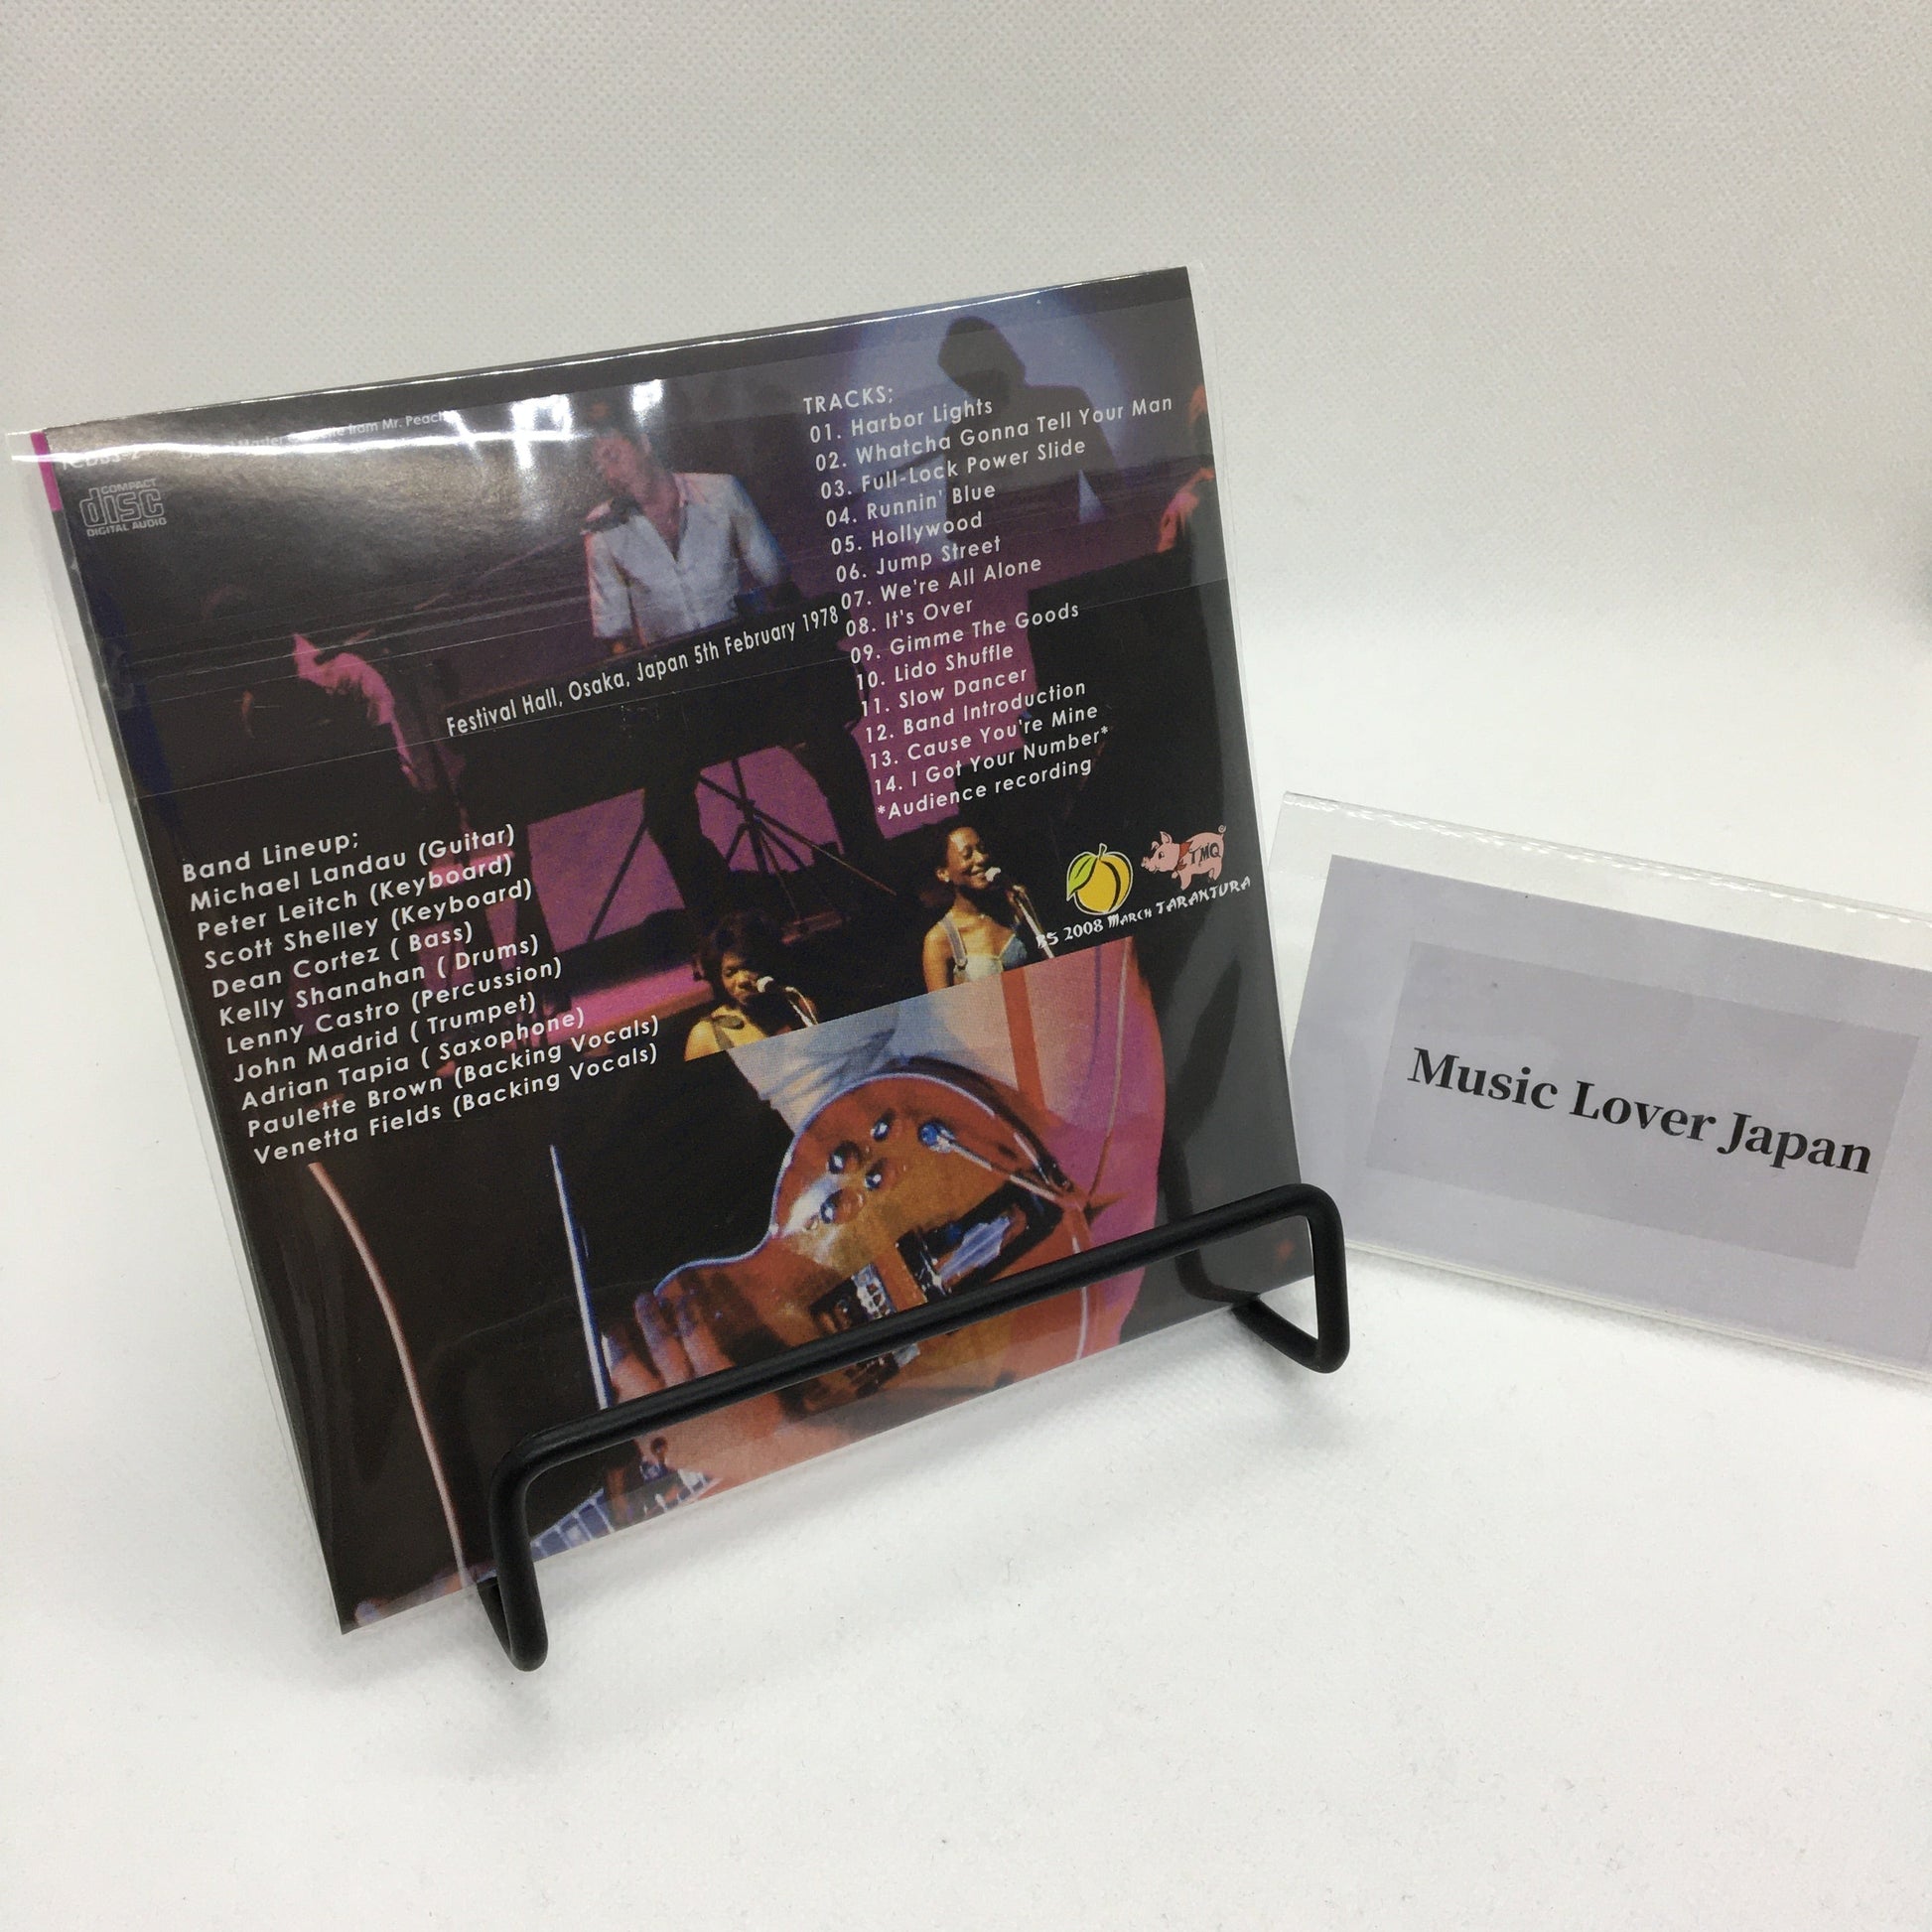 from Mr. Peach
COMPACT
disc
DIGITAL AUDIO
TRACKS;
01. Harbor Lights
02. Whatcha Gonna Tell Your Man
03. Full-Lock Power Slide
04. Runnin' Blue
05. Hollywood
06. Jump Street
07. We're All Alone
08. It's Over
09. Gimme The Goods
10. Lido Shuffle
11. Slow Dancer
12. Band Introduction
13. Cause You're Mine
14. I Got Your Number*
*Audience recording
Festival Hall, Osaka, Japan 5th February 1978
Band Lineup;
Michael Landau (Guitar)
Peter Leitch (Keyboard)
Scott Shelley (Keyboard)
Dean Cortez ( Bass)
Kelly Shanahan ( Drums)
Lenny Castro (Percussion)
John Madrid ( Trumpet)
Adrian Tapia ( Saxophone)
Paulette Brown (Backing Vocals)
Venetta Fields (Backing Vocals)
TMQ
2008 March TARANTURA
Music Lover Japan